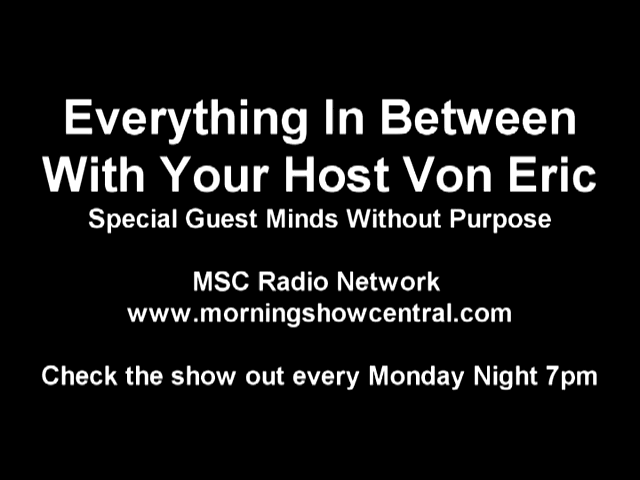 Everything In Between
With Your Host Von Eric
Special Guest Minds Without Purpose
MSC Radio Network
www.morningshowcentral.com
Check the show out every Monday Night 7pm